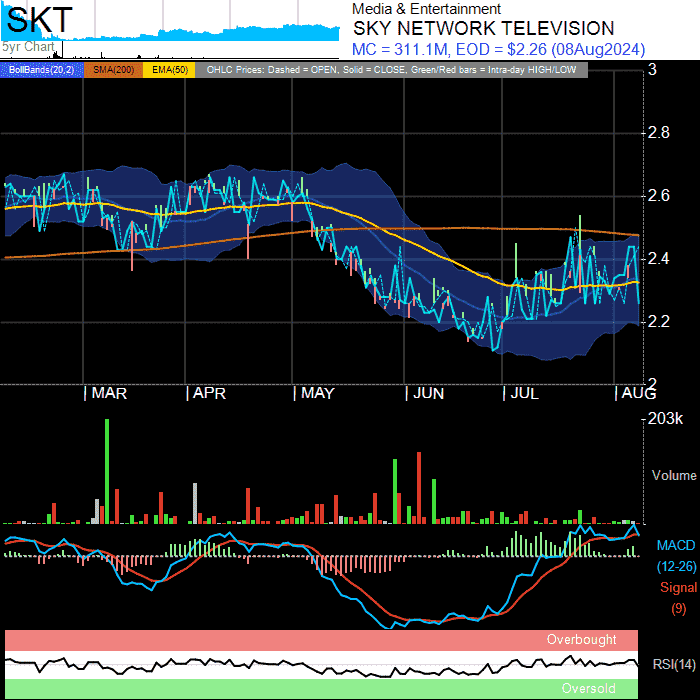 SKT
5yr Chart
Media & Entertainment
SKY NETWORK TELEVISION
MC = 311.1M, EOD = $2.26 (08Aug2024)
BollBands(20,2) SMA(200) EMA(50) OHLC Prices: Dashed = OPEN, Solid = CLOSE, Green/Red bars = Intra-day HIGH/LOW
3
2.8
2.6
2.4
2.2
2
| MAR | APR | MAY | JUN | JUL | AUG
203k
Volume
MACD
(12-26)
Signal
(9)
Overbought
RSI(14)
Oversold